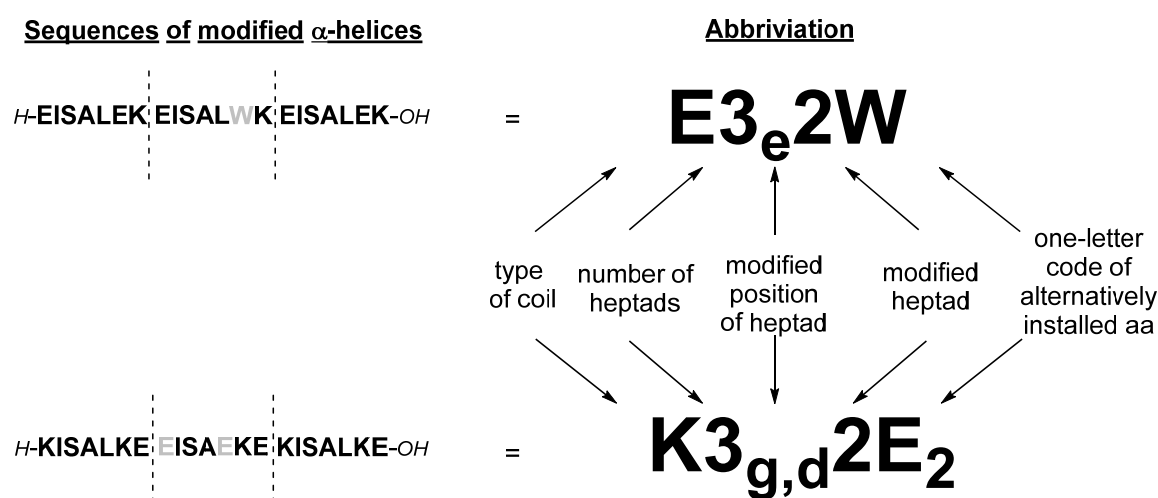 Sequences of modified α-helices
Abbriviation
H-EISALEK EISALWK EISALEK-OH
=
E3e2W
type
of coil
number of
heptads
modified
position
of heptad
modified
heptad
one-letter
code of
alternatively
installed aa
H-KISALKE EISAEKE KISALKE-OH
=
K3g,d2E2